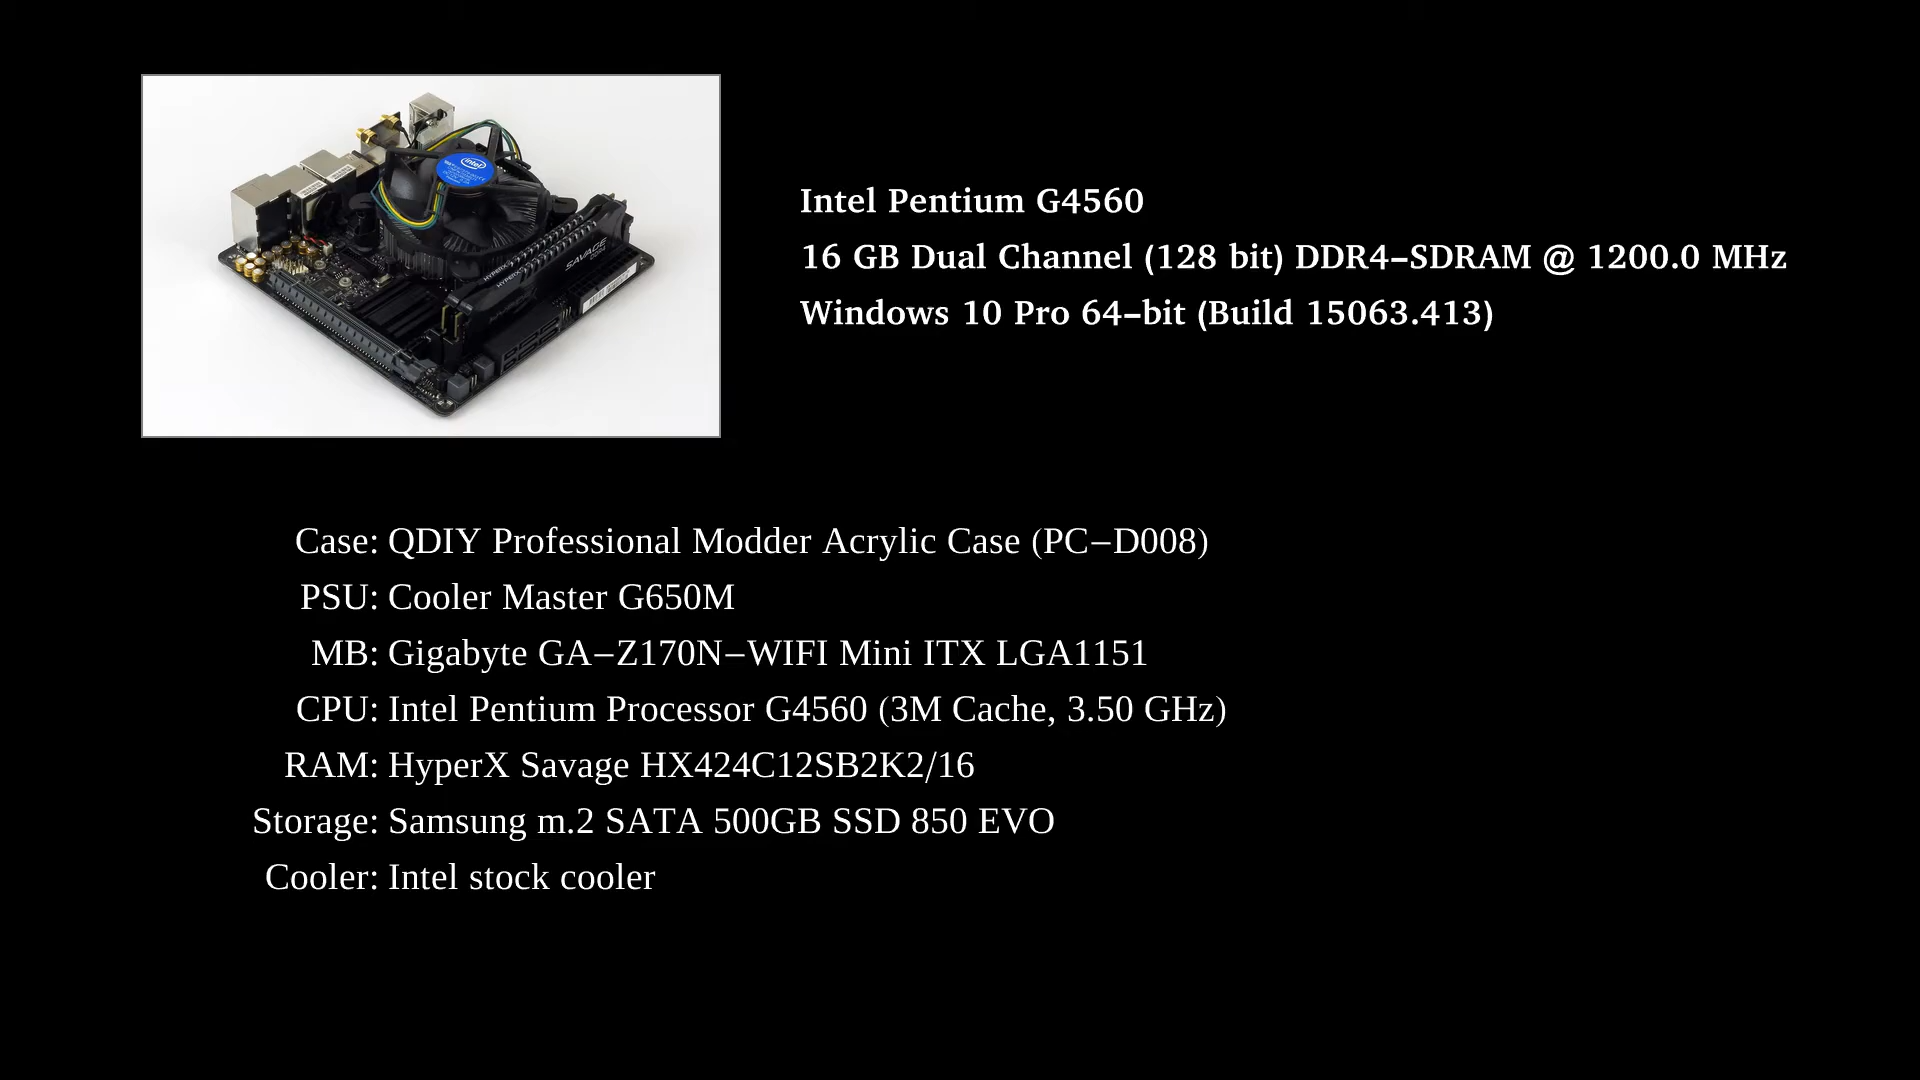 intel
SAVAGE
Intel Pentium G4560
16 GB Dual Channel (128 bit) DDR4-SDRAM @ 1200.0 MHz
Windows 10 Pro 64-bit (Build 15063.413)
Case: QDIY Professional Modder Acrylic Case (PC-D008)
PSU: Cooler Master G650M
MB: Gigabyte GA-Z170N-WIFI Mini ITX LGA1151
CPU: Intel Pentium Processor G4560 (3M Cache, 3.50 GHz)
RAM: HyperX Savage HX424C12SB2K2/16
Storage: Samsung m.2 SATA 500GB SSD 850 EVO
Cooler: Intel stock cooler